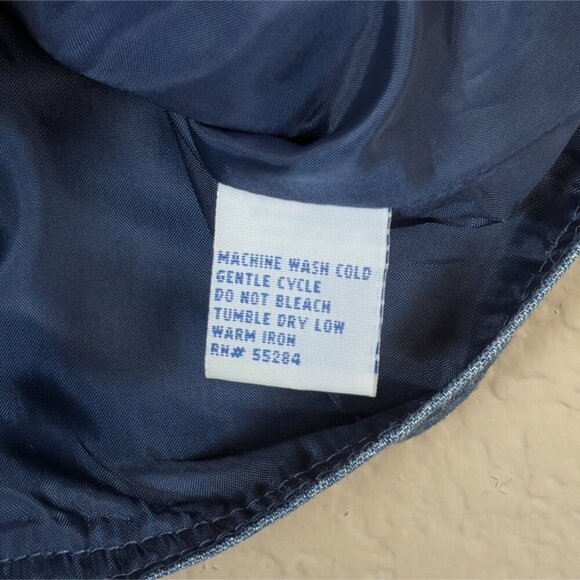 MACHINE WASH COLD
GENTLE CYCLE
DO NOT BLEACH
TUMBLE DRY LOW
WARM IRON
RN# 55284